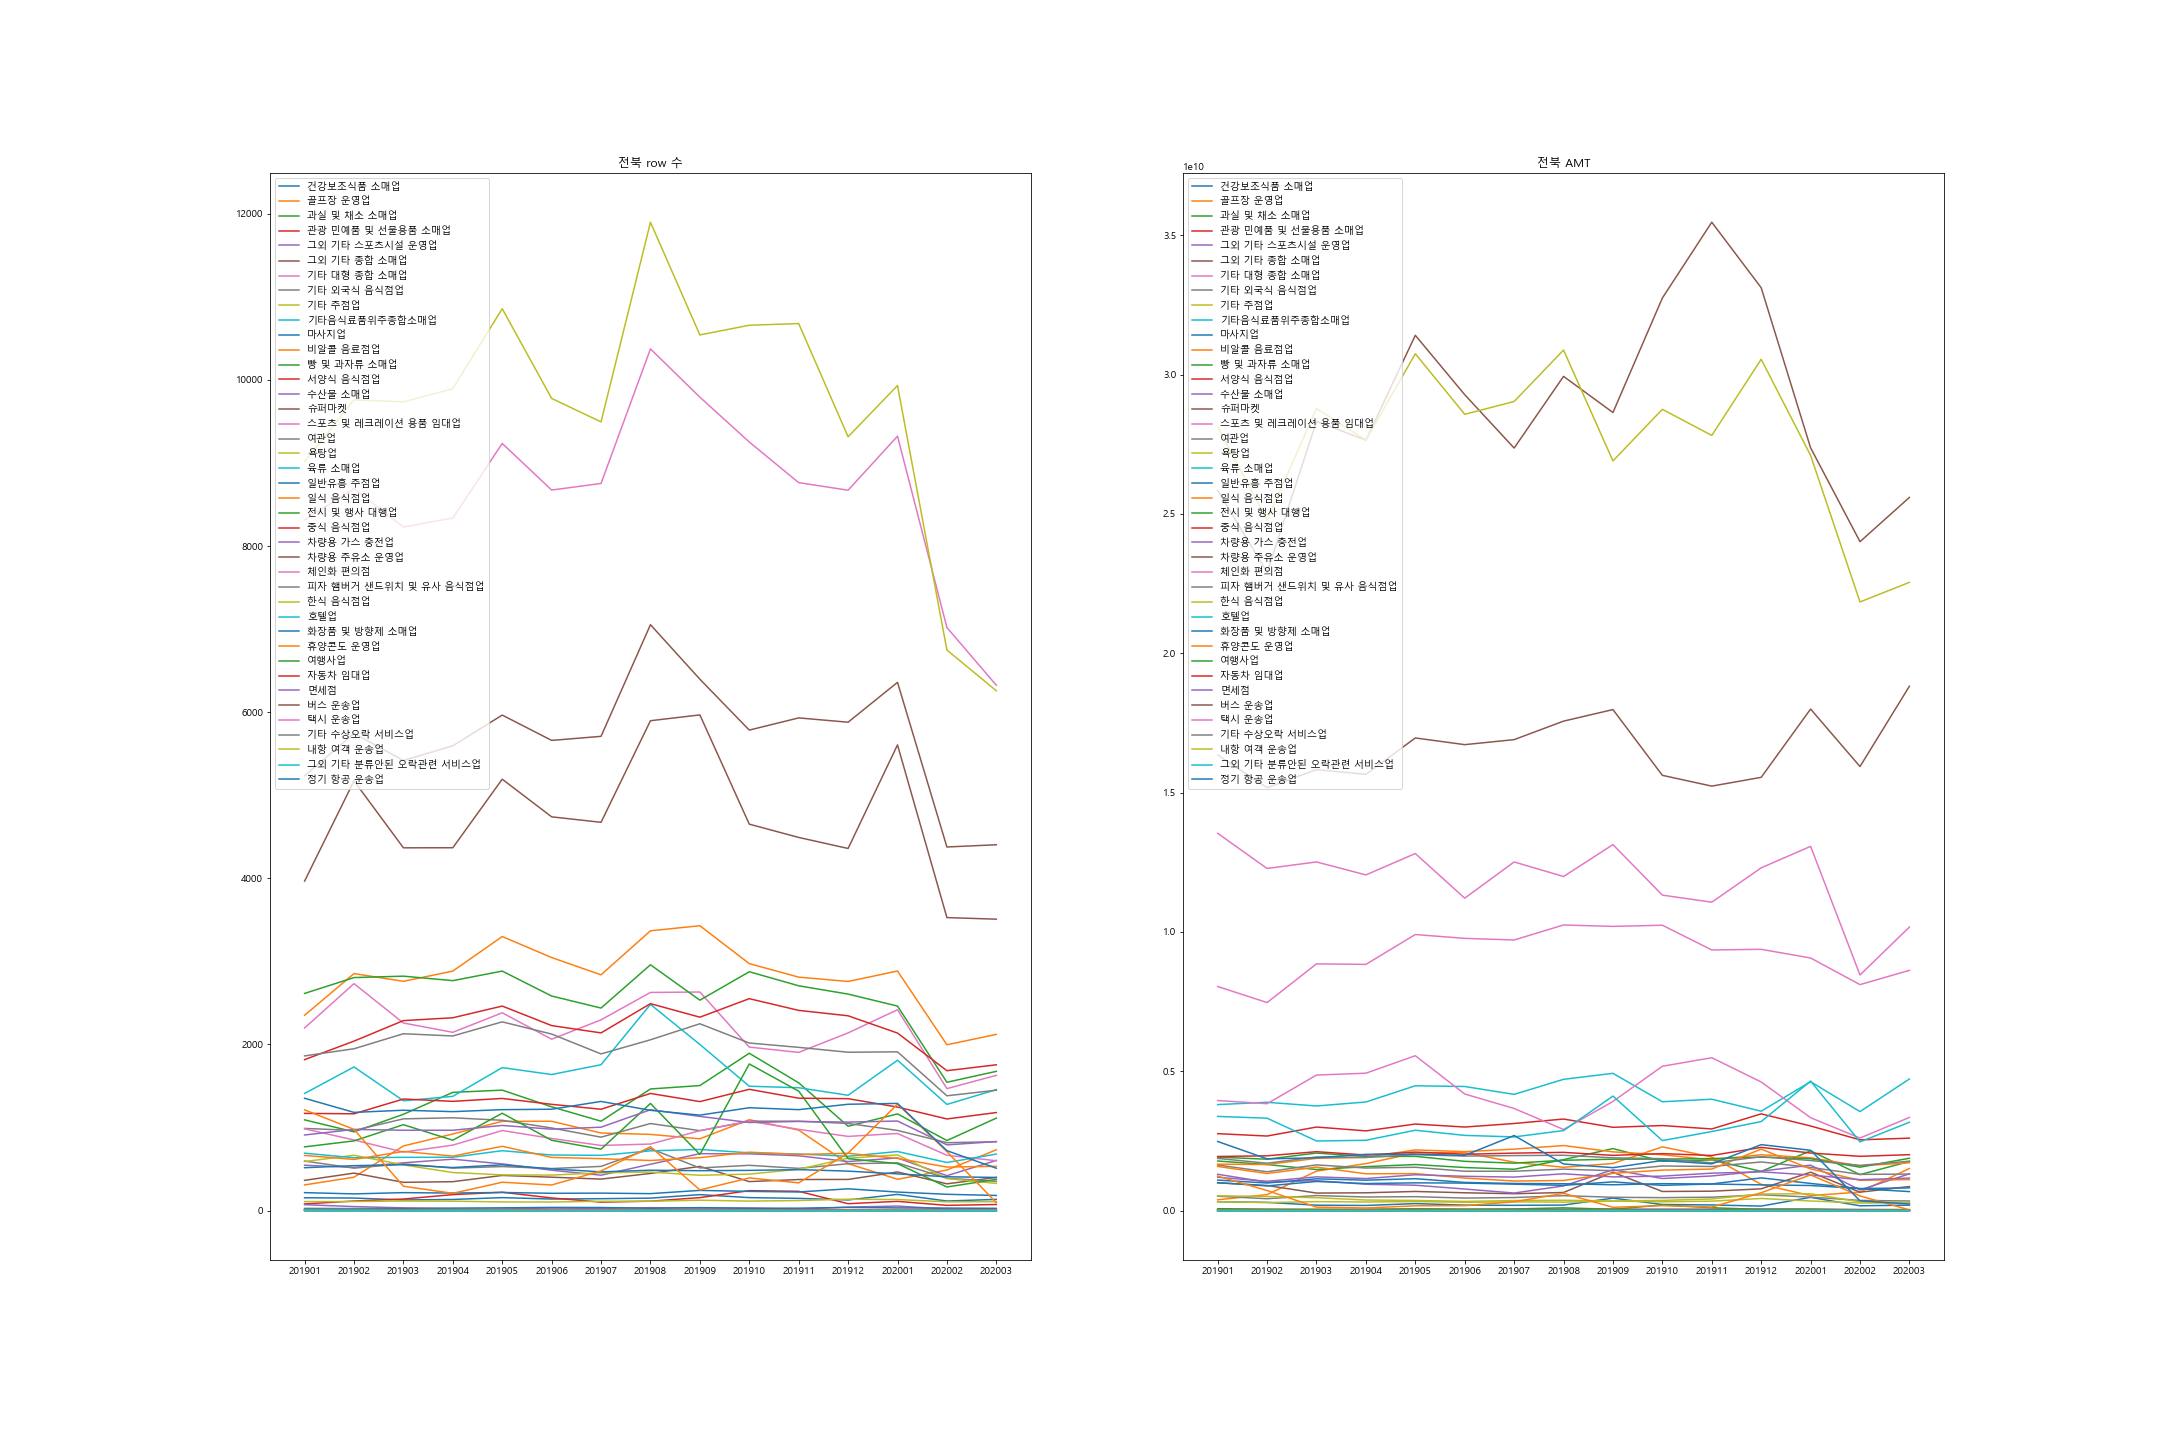 전북 row 수
12000
10000
8000
6000
4000
2000
0
건강보조식품 소매업
골프장 운영업
과실 및 채소 소매업
관광 민예품 및 선물용품 소매업
그외 기타 스포츠시설 운영업
그외 기타 종합 소매업
기타 대형 종합 소매업
기타 외국식 음식점업
기타 주점업
기타음식료품위주종합소매업
마사지업
비알콜 음료점업
빵 및 과자류 소매업
서양식 음식점업
수산물 소매업
슈퍼마켓
스포츠 및 레크레이션 용품 임대업
여관업
욕탕업
육류 소매업
일반유흥 주점업
일식 음식점업
전시 및 행사 대행업
중식 음식점업
차량용 가스 충전업
차량용 주유소 운영업
체인화 편의점
피자 햄버거 샌드위치 및 유사 음식점업
한식 음식점업
호텔업
화장품 및 방향제 소매업
휴양콘도 운영업
여행사업
자동차 임대업
면세점
버스 운송업
택시 운송업
기타 수상오락 서비스업
내항 여객 운송업
그외 기타 분류안된 오락관련 서비스업
정기 항공 운송업
201901 201902 201903 201904 201905 201906 201907 201908 201909 201910 201911 201912 202001 202002 202003
전북 AMT
1e10
3.5
3.0
2.5
2.0
1.5
1.0
0.5
0.0
건강보조식품 소매업
골프장 운영업
과실 및 채소 소매업
관광 민예품 및 선물용품 소매업
그외 기타 스포츠시설 운영업
그외 기타 종합 소매업
기타 대형 종합 소매업
기타 외국식 음식점업
기타 주점업
기타음식료품위주종합소매업
마사지업
비알콜 음료점업
빵 및 과자류 소매업
서양식 음식점업
수산물 소매업
슈퍼마켓
스포츠 및 레크레이션 용품 임대업
여관업
욕탕업
육류 소매업
일반유흥 주점업
일식 음식점업
전시 및 행사 대행업
중식 음식점업
차량용 가스 충전업
차량용 주유소 운영업
체인화 편의점
피자 햄버거 샌드위치 및 유사 음식점업
한식 음식점업
호텔업
화장품 및 방향제 소매업
휴양콘도 운영업
여행사업
자동차 임대업
면세점
버스 운송업
택시 운송업
기타 수상오락 서비스업
내항 여객 운송업
그외 기타 분류안된 오락관련 서비스업
정기 항공 운송업
201901 201902 201903 201904 201905 201906 201907 201908 201909 201910 201911 201912 202001 202002 202003